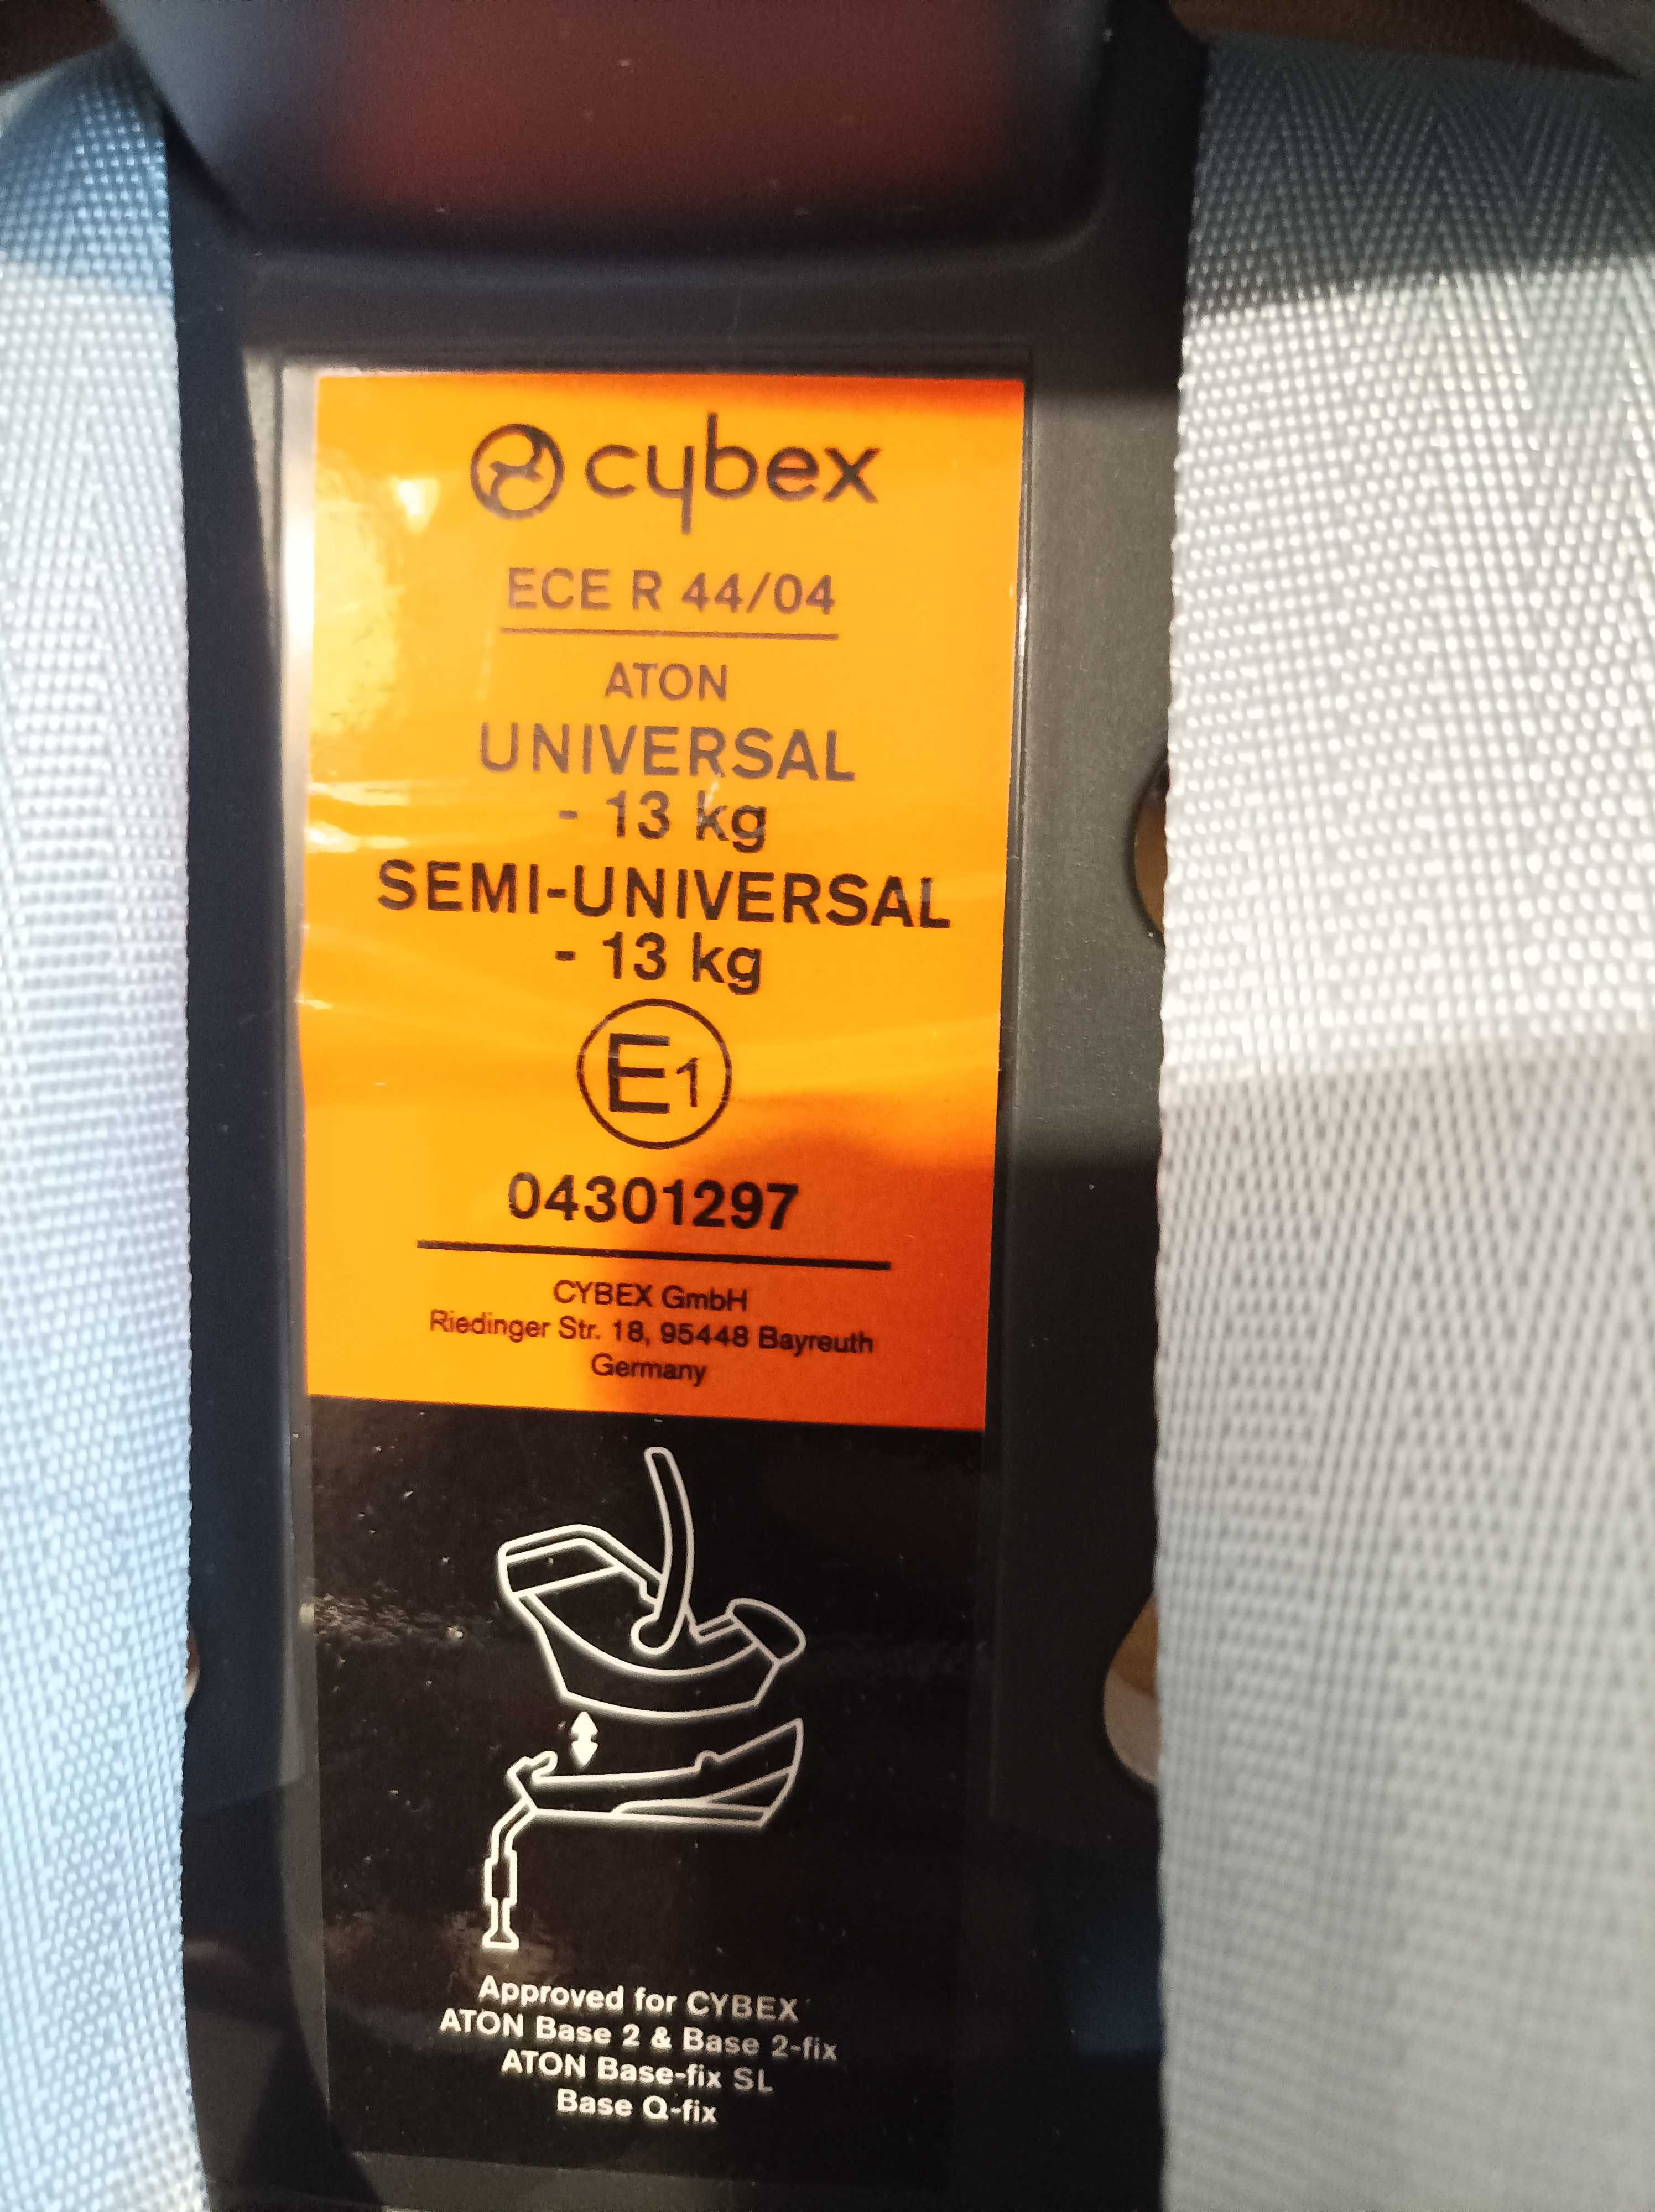 cybex
ECE R 44/04
ATON
UNIVERSAL
- 13 kg
SEMI-UNIVERSAL
- 13 kg
E1
04301297
CYBEX GmbH
Riedinger Str. 18, 95448 Bayreuth
Germany
Approved for CYBEX
ATON Base 2 & Base 2-fix
ATON Base-fix SL
Base Q-fix